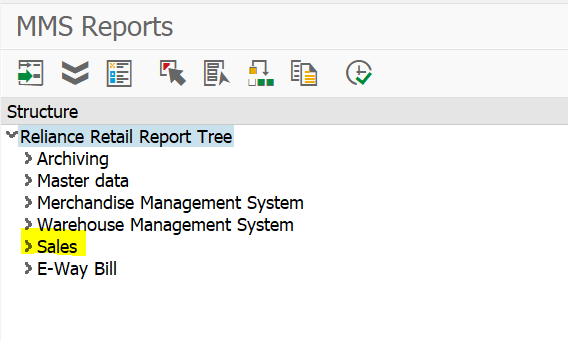 MMS Reports
Structure
Reliance Retail Report Tree
Archiving
Master data
Merchandise Management System
Warehouse Management System
Sales
E-Way Bill